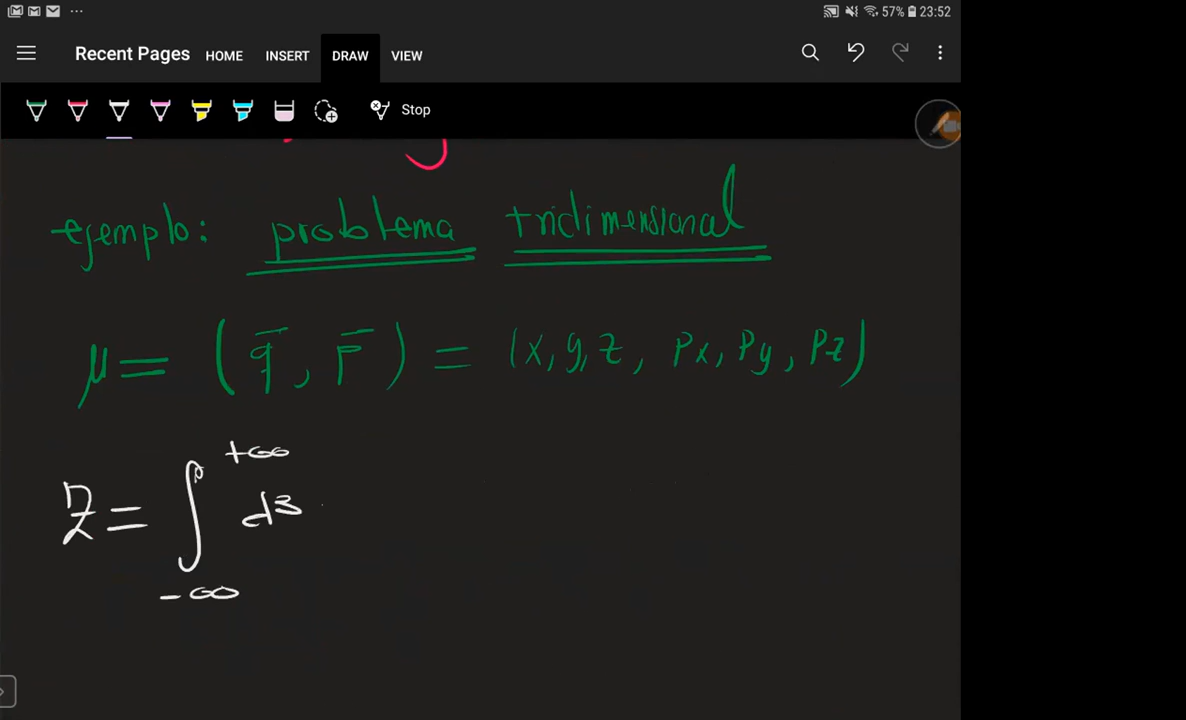 57% 23:52
Recent Pages HOME INSERT DRAW VIEW
Stop
ejemplo: problema tridimensional
μ = (q̄, p̄) = (x, y, z, px, py, pz)
Z = ∫
+∞
d3
-∞